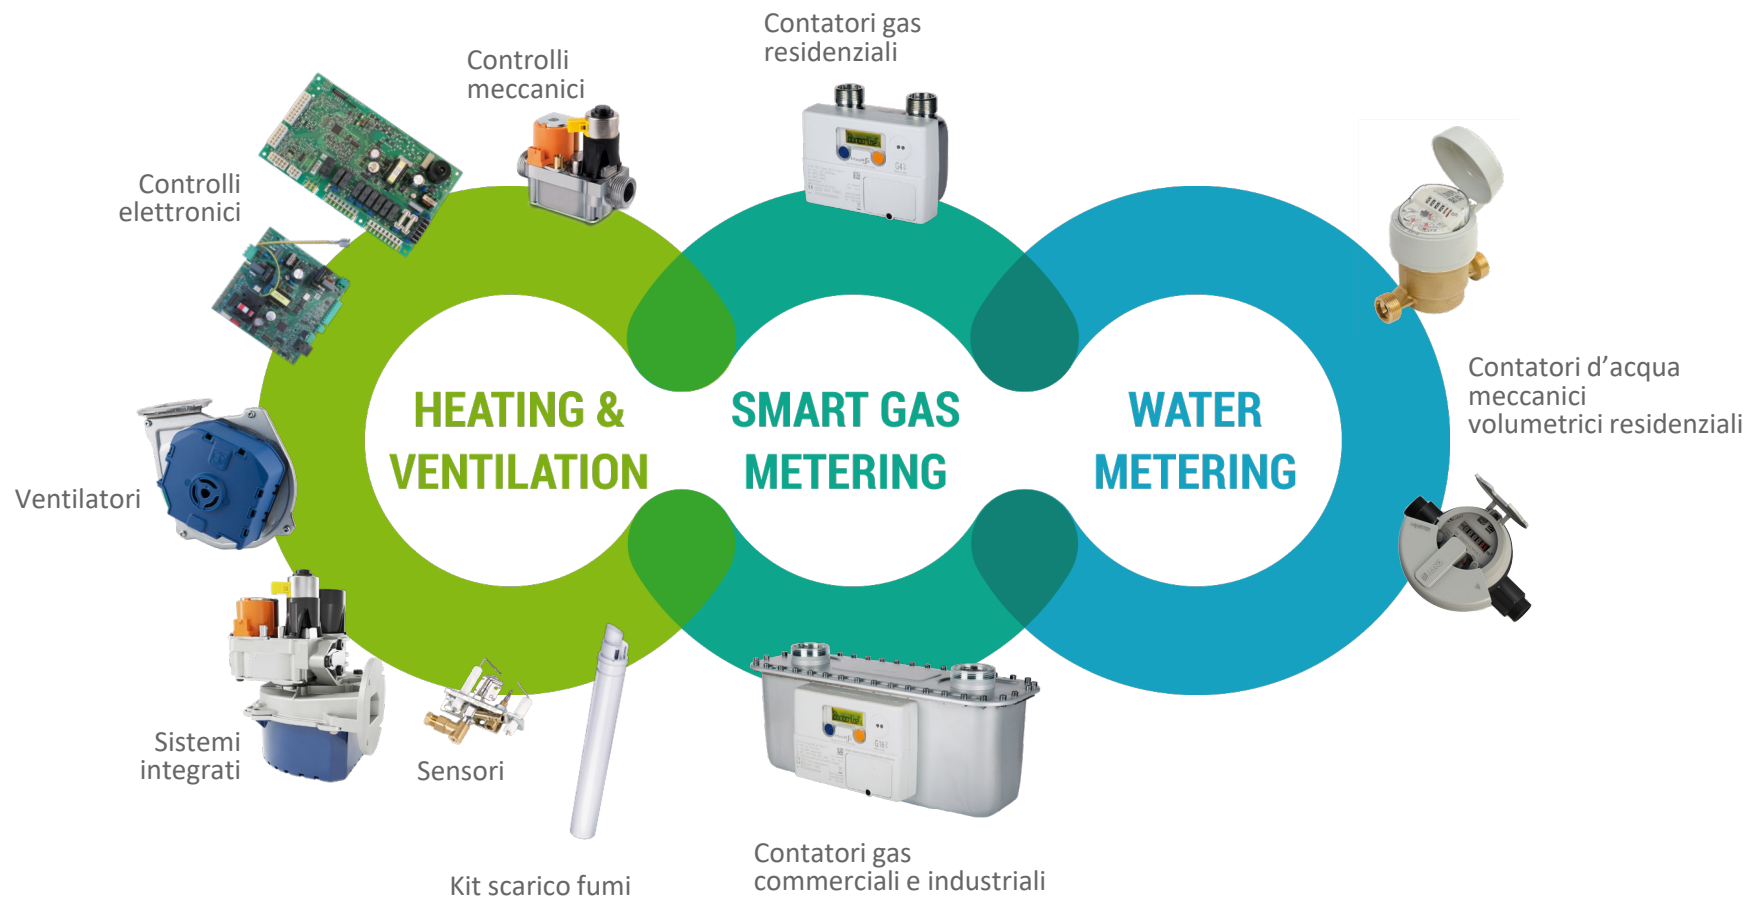 Contatori gas
residenziali
Controlli
meccanici
Controlli
elettronici
Contatori d’acqua
meccanici
volumetrici residenziali
HEATING &
VENTILATION
SMART GAS
METERING
WATER
METERING
Ventilatori
Sistemi
integrati
Sensori
Kit scarico fumi
Contatori gas
commerciali e industriali